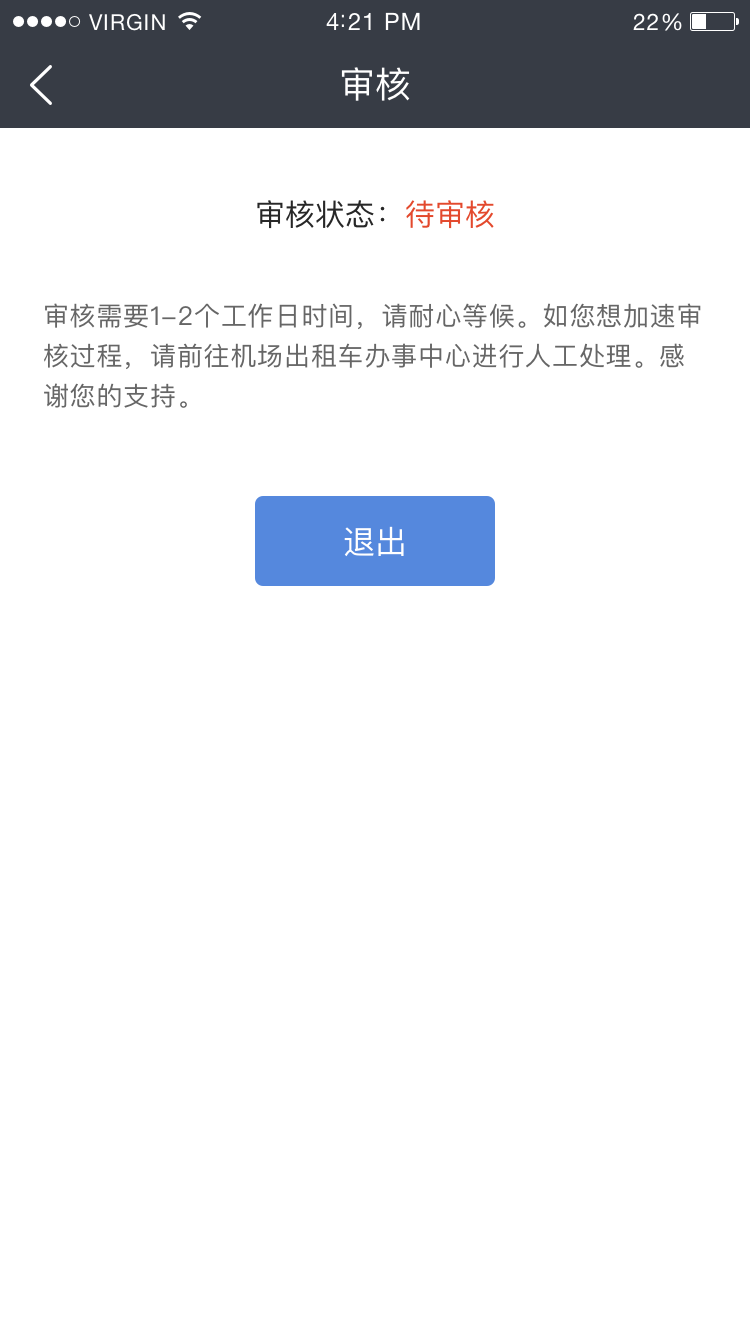 VIRGIN 4:21 PM 22%
审核
审核状态：待审核
审核需要1-2个工作日时间，请耐心等候。如您想加速审
核过程，请前往机场出租车办事中心进行人工处理。感
谢您的支持。
退出